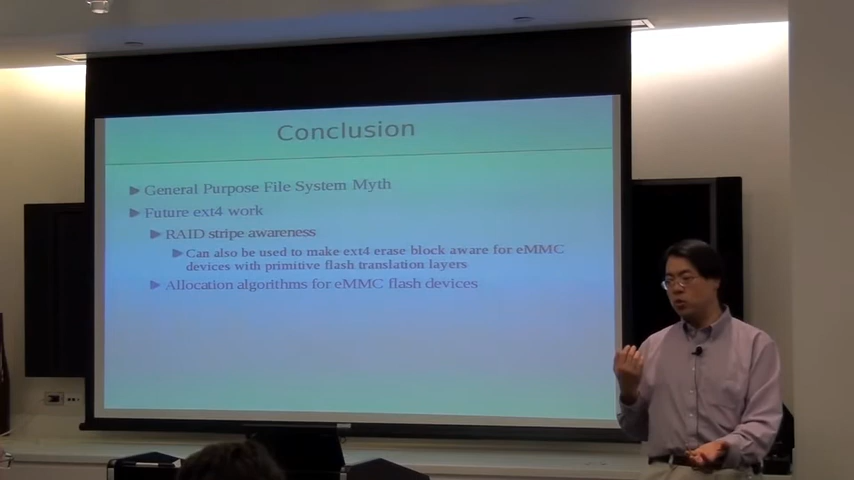 Conclusion
General Purpose File System Myth
Future ext4 work
RAID stripe awareness
Can also be used to make ext4 erase block aware for eMMC
devices with primitive flash translation layers
Allocation algorithms for eMMC flash devices